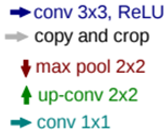 conv 3x3, ReLU
copy and crop
max pool 2x2
up-conv 2x2
conv 1x1